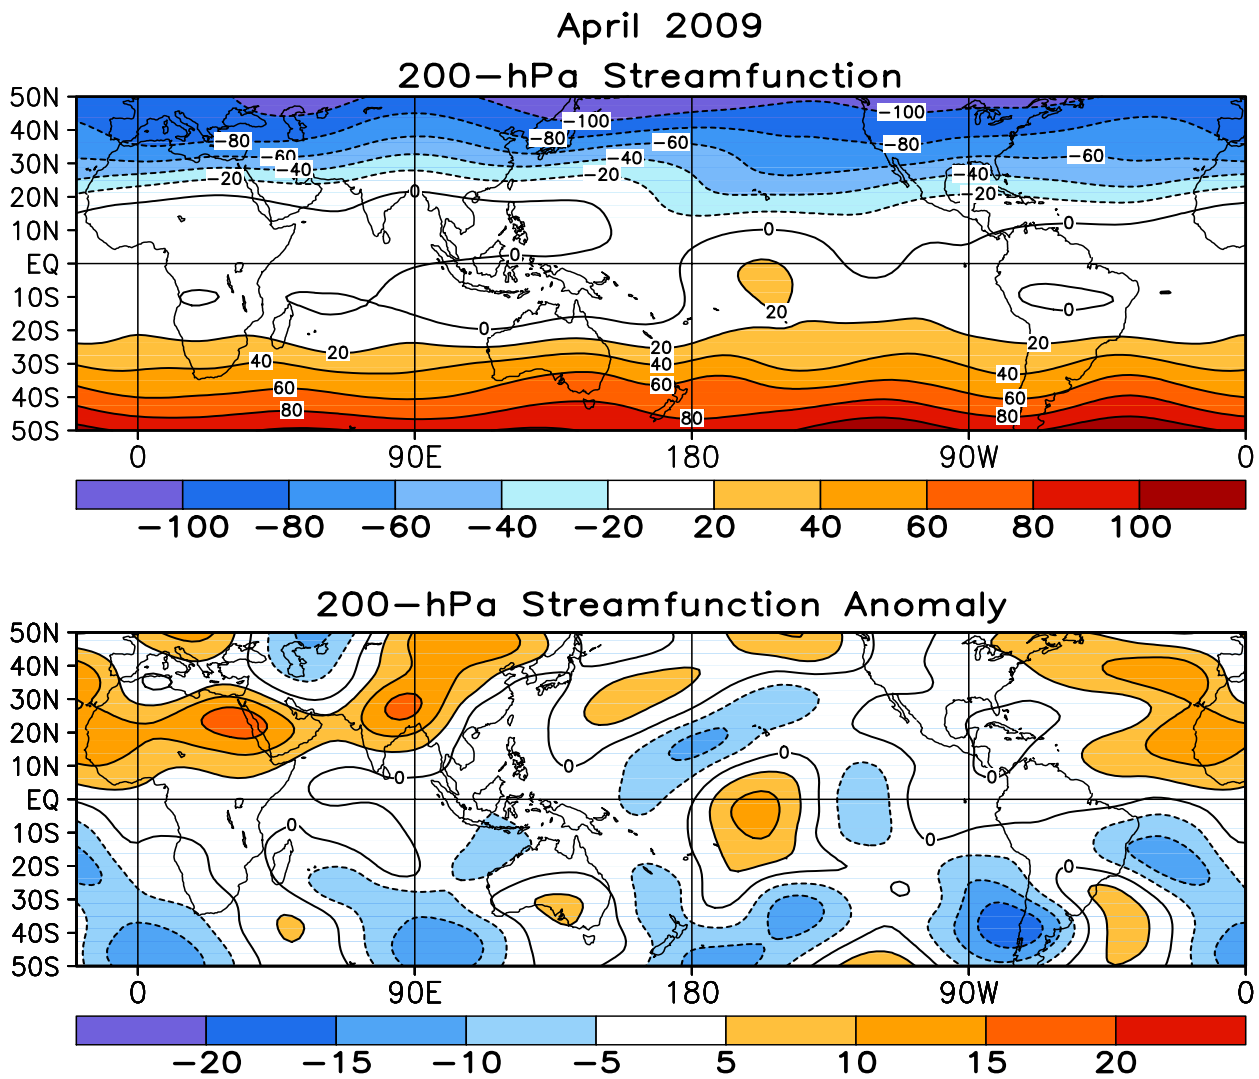 April 2009
200-hPa Streamfunction
50N
40N
30N
20N
10N
EQ
10S
20S
30S
40S
50S
-100
-100
-80
-80
-80
-60
-60
-60
-40
-40
-40
-20
-20
-20
0
0
0
0
0
0
20
20
20
20
40
40
40
60
60
60
80
80
80
0 90E 180 90W 0
-100 -80 -60 -40 -20 20 40 60 80 100
200-hPa Streamfunction Anomaly
50N
40N
30N
20N
10N
EQ
10S
20S
30S
40S
50S
0
0
0
0
0
0
0
0 90E 180 90W 0
-20 -15 -10 -5 5 10 15 20